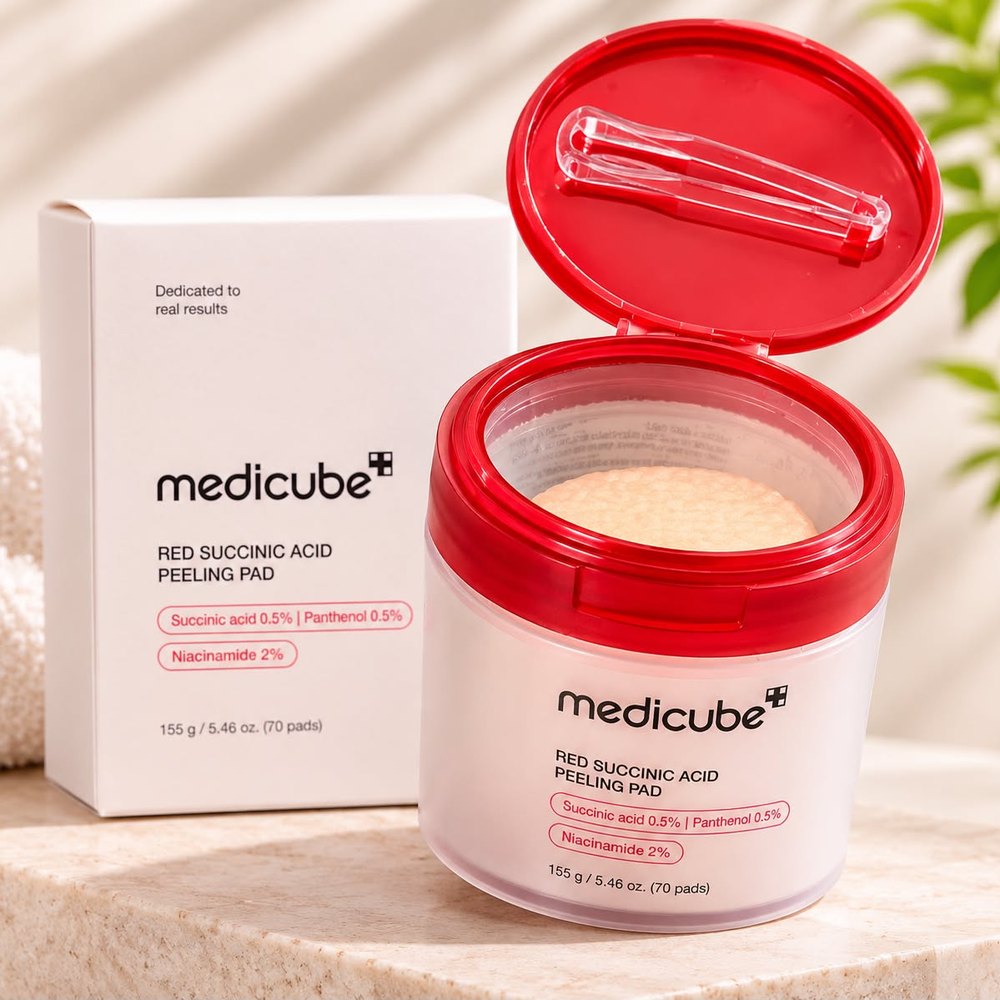 Dedicated to
real results
medicube
RED SUCCINIC ACID
PEELING PAD
Succinic acid 0.5% | Panthenol 0.5%
Niacinamide 2%
155 g / 5.46 oz. (70 pads)
medicube
RED SUCCINIC ACID
PEELING PAD
Succinic acid 0.5% | Panthenol 0.5%
Niacinamide 2%
155 g / 5.46 oz. (70 pads)